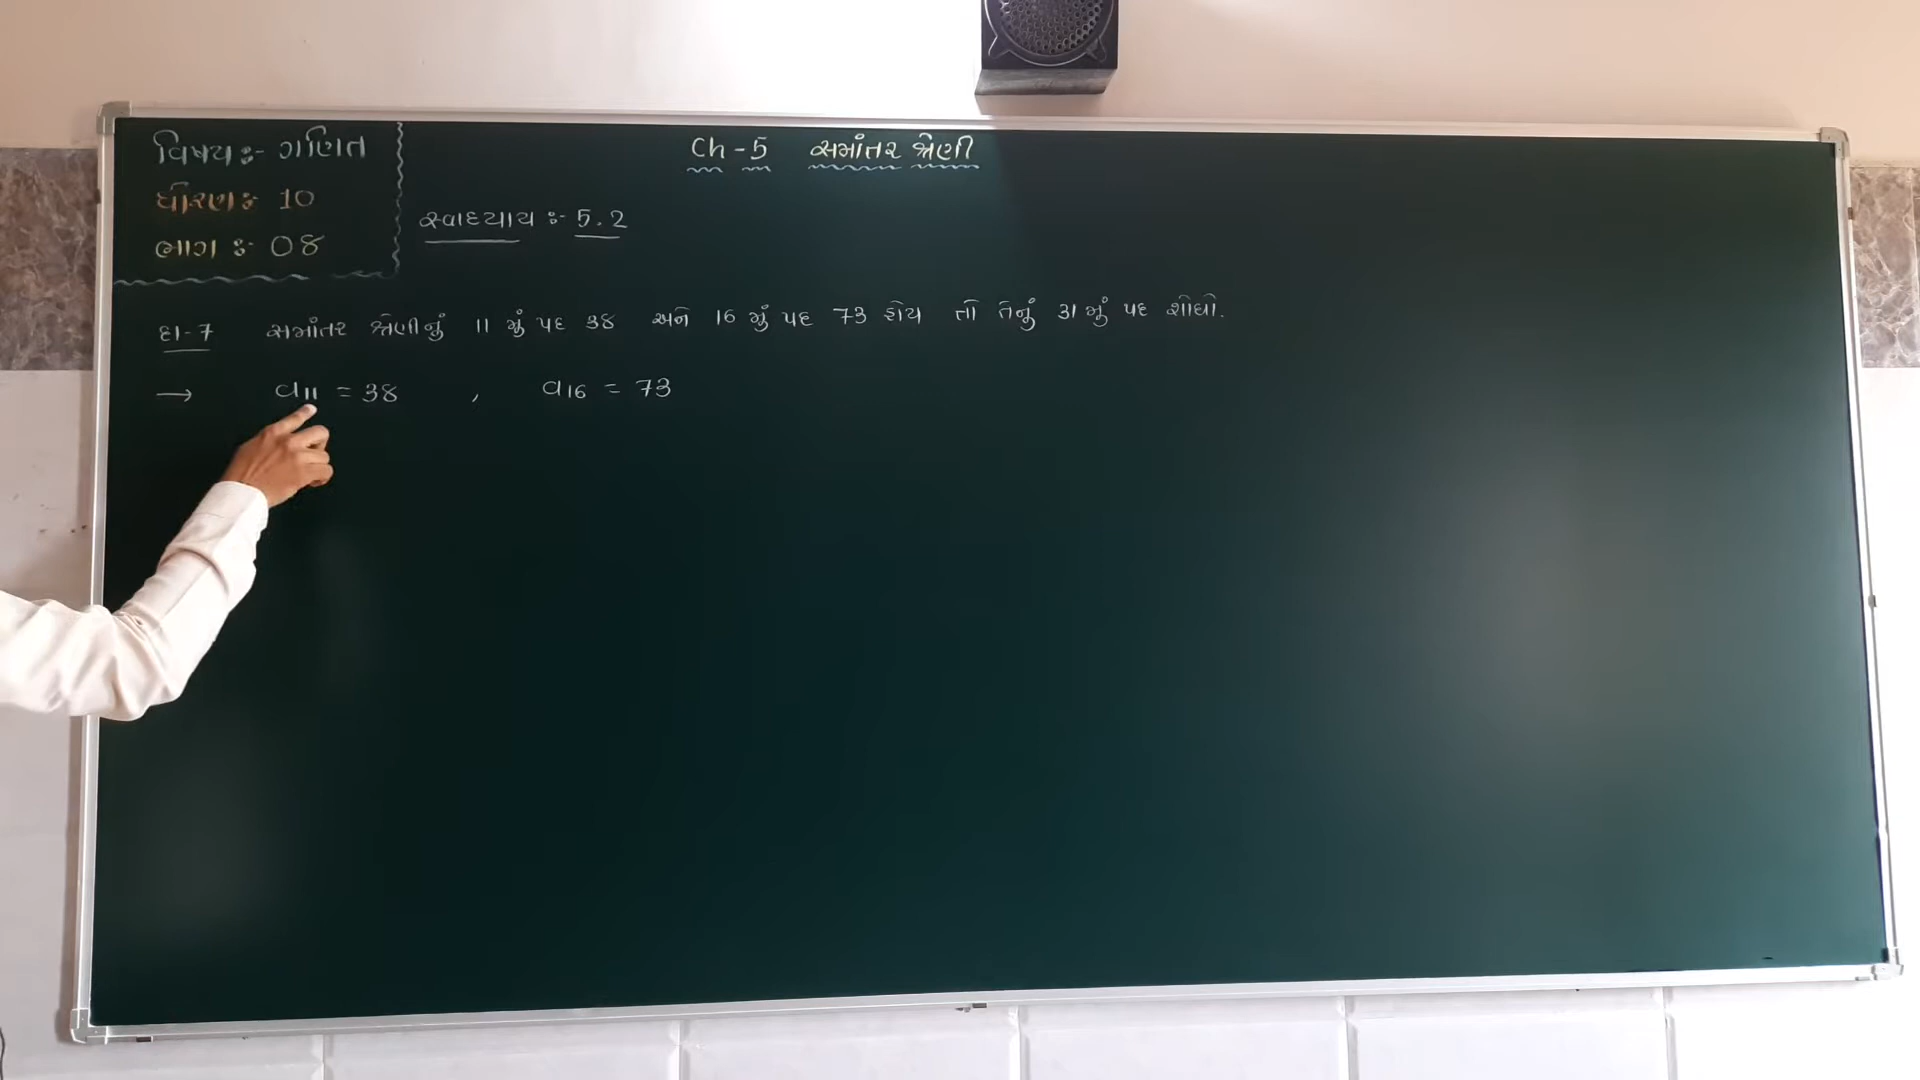 વિષય :- ગણિત
ધોરણ :- 10
ભાગ :- 08
Ch - 5 સમાંતર શ્રેણી
સ્વાધ્યાય :- 5.2
દા-7 સમાંતર શ્રેણીનું 11 મું પદ 38 અને 16 મું પદ 73 હોય તો તેનું 31 મું પદ શોધો.
→ a11 = 38 , a16 = 73